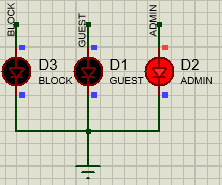 BLOCK
GUEST
ADMIN
D3
BLOCK
D1
GUEST
D2
ADMIN